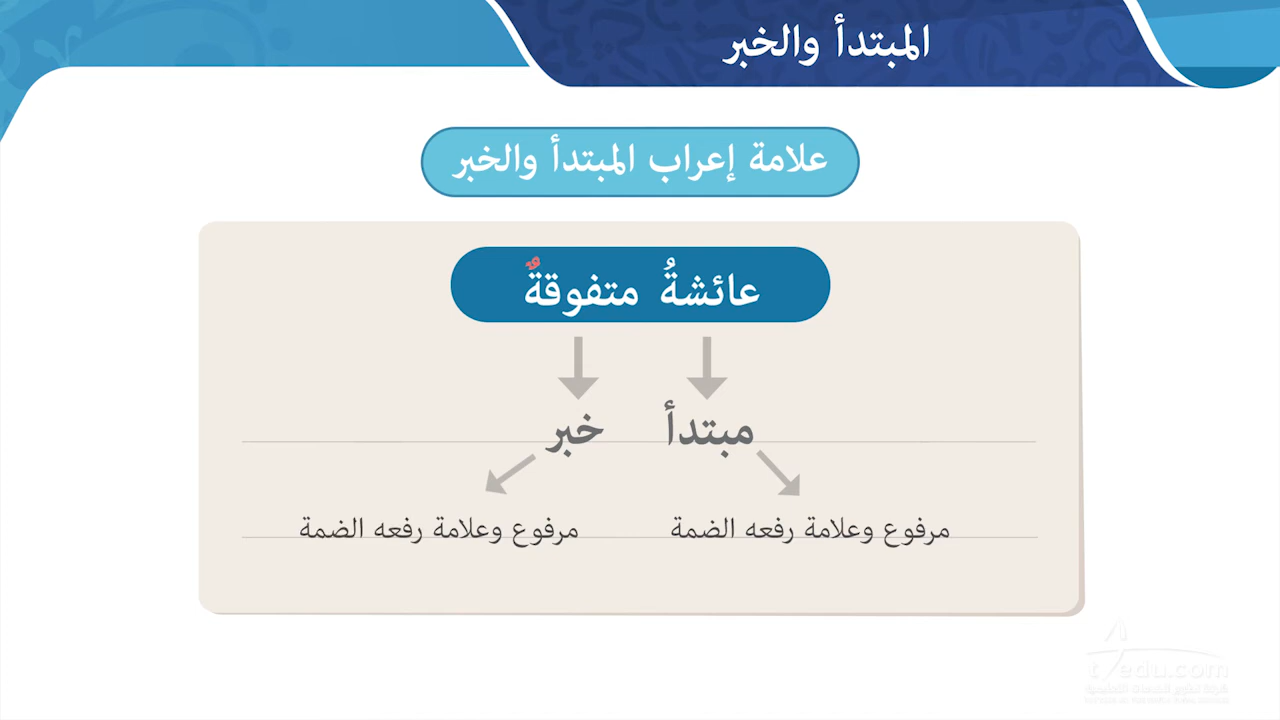 المبتدأ والخبر
علامة إعراب المبتدأ والخبر
عائشةُ متفوقةٌ
مبتدأ خبر
مرفوع وعلامة رفعه الضمة مرفوع وعلامة رفعه الضمة
t4edu.com